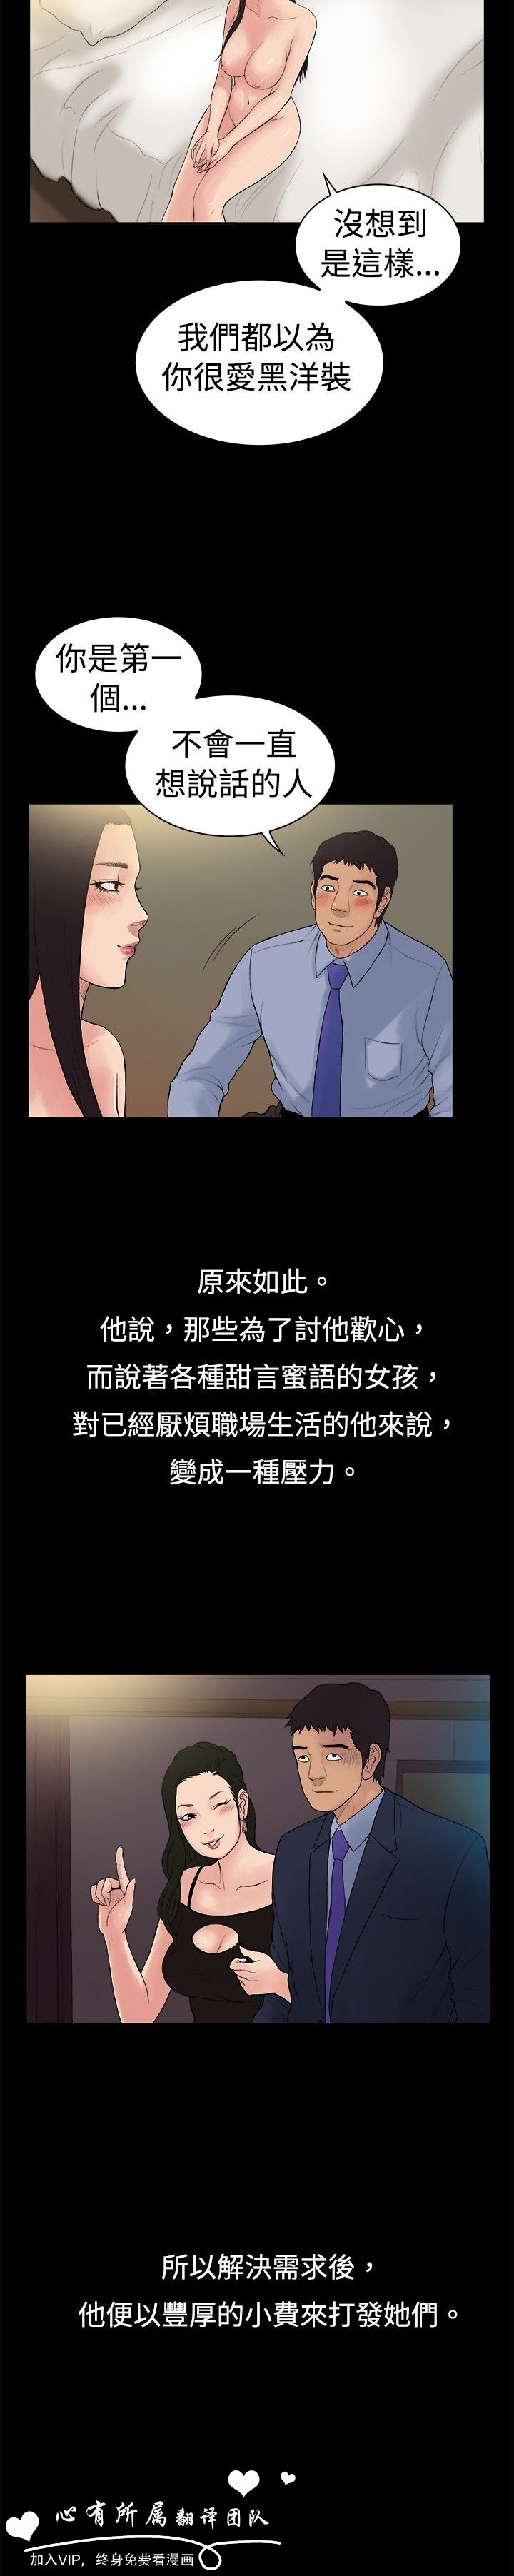 沒想到
是這樣...
我們都以為
你很愛黑洋裝
你是第一
個...
不會一直
想說話的人
原來如此。
他說，那些為了討他歡心，
而說著各種甜言蜜語的女孩，
對已經厭煩職場生活的他來說，
變成一種壓力。
所以解決需求後，
他便以豐厚的小費來打發她們。
心有所属翻译团队
加入VIP，终身免费看漫画